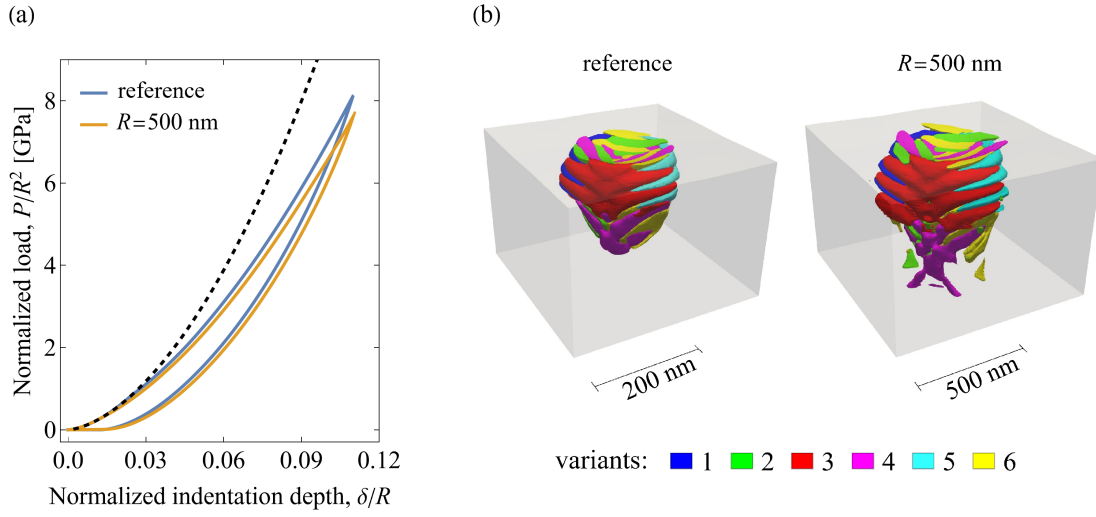 (a)
reference
R=500 nm
Normalized load, P/R² [GPa]
8
6
4
2
0
0.0 0.03 0.06 0.09 0.12
Normalized indentation depth, δ/R
(b)
reference
R=500 nm
200 nm
500 nm
variants: 1 2 3 4 5 6